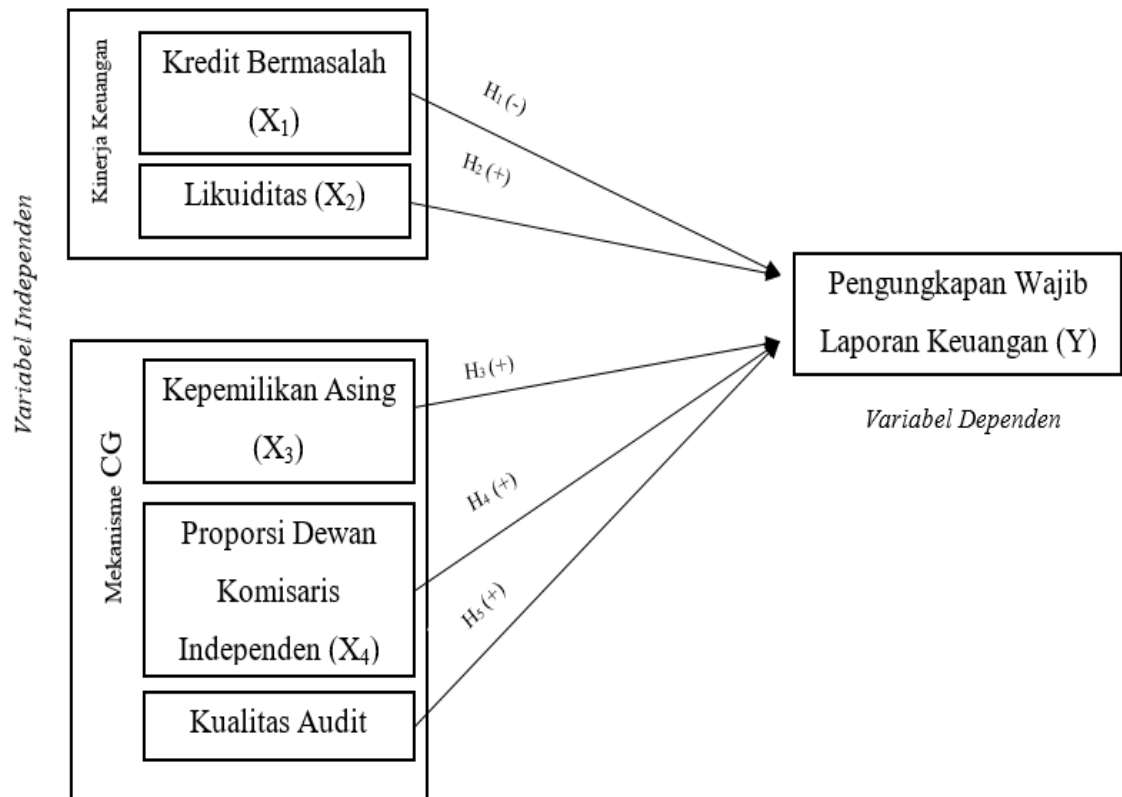 Variabel Independen
Kinerja Keuangan
Kredit Bermasalah
(X₁)
Likuiditas (X₂)
H₁ (-)
H₂ (+)
Mekanisme CG
Kepemilikan Asing
(X₃)
Proporsi Dewan
Komisaris
Independen (X₄)
Kualitas Audit
H₃ (+)
H₄ (+)
H₅ (+)
Pengungkapan Wajib
Laporan Keuangan (Y)
Variabel Dependen